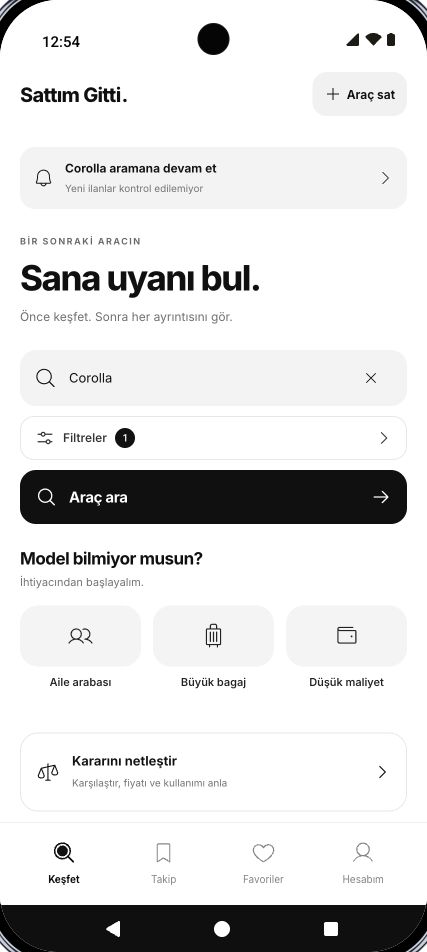 12:54
Sattım Gitti.
Araç sat
Corolla aramana devam et
Yeni ilanlar kontrol edilemiyor
BİR SONRAKİ ARACIN
Sana uyanı bul.
Önce keşfet. Sonra her ayrıntısını gör.
Corolla
Filtreler 1
Araç ara
Model bilmiyor musun?
İhtiyacından başlayalım.
Aile arabası
Büyük bagaj
Düşük maliyet
Kararını netleştir
Karşılaştır, fiyatı ve kullanımı anla
Keşfet
Takip
Favoriler
Hesabım